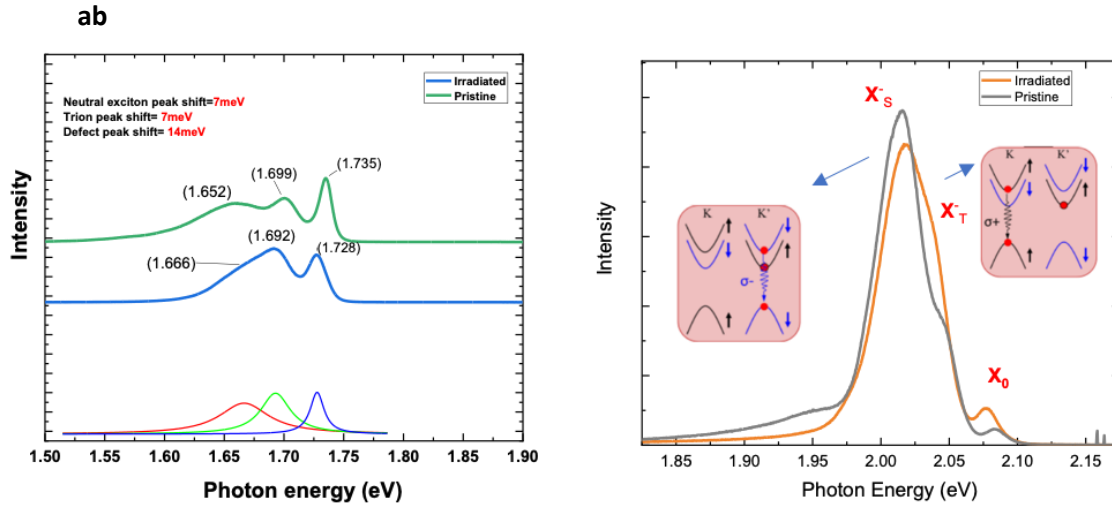 ab
Irradiated
Pristine
Neutral exciton peak shift=7meV
Trion peak shift= 7meV
Defect peak shift= 14meV
(1.735)
(1.699)
(1.652)
(1.692)
(1.728)
(1.666)
Intensity
1.50 1.55 1.60 1.65 1.70 1.75 1.80 1.85 1.90
Photon energy (eV)
Irradiated
Pristine
X⁻S
K K'
σ+
X⁻T
K K'
σ-
X0
Intensity
1.85 1.90 1.95 2.00 2.05 2.10 2.15
Photon Energy (eV)